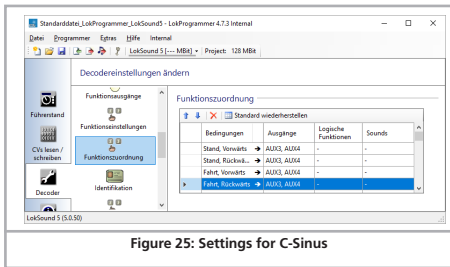 Standarddatei_LokProgrammer_LokSound5 - LokProgrammer 4.7.3 Internal
Datei Programmer Extras Hilfe Internal
LokSound 5 [--- MBit] Project: 128 MBit
Decodereinstellungen ändern
Führerstand
CVs lesen / schreiben
Decoder
Funktionsausgänge
Funktionseinstellungen
Funktionszuordnung
Identifikation
Funktionszuordnung
Standard wiederherstellen
Bedingungen Ausgänge Logische Funktionen Sounds
Stand, Vorwärts AUX3, AUX4 - -
Stand, Rückwä... AUX3, AUX4 - -
Fahrt, Vorwärts AUX3, AUX4 - -
Fahrt, Rückwärts AUX3, AUX4 - -
LokSound 5 (5.0.50)
Figure 25: Settings for C-Sinus